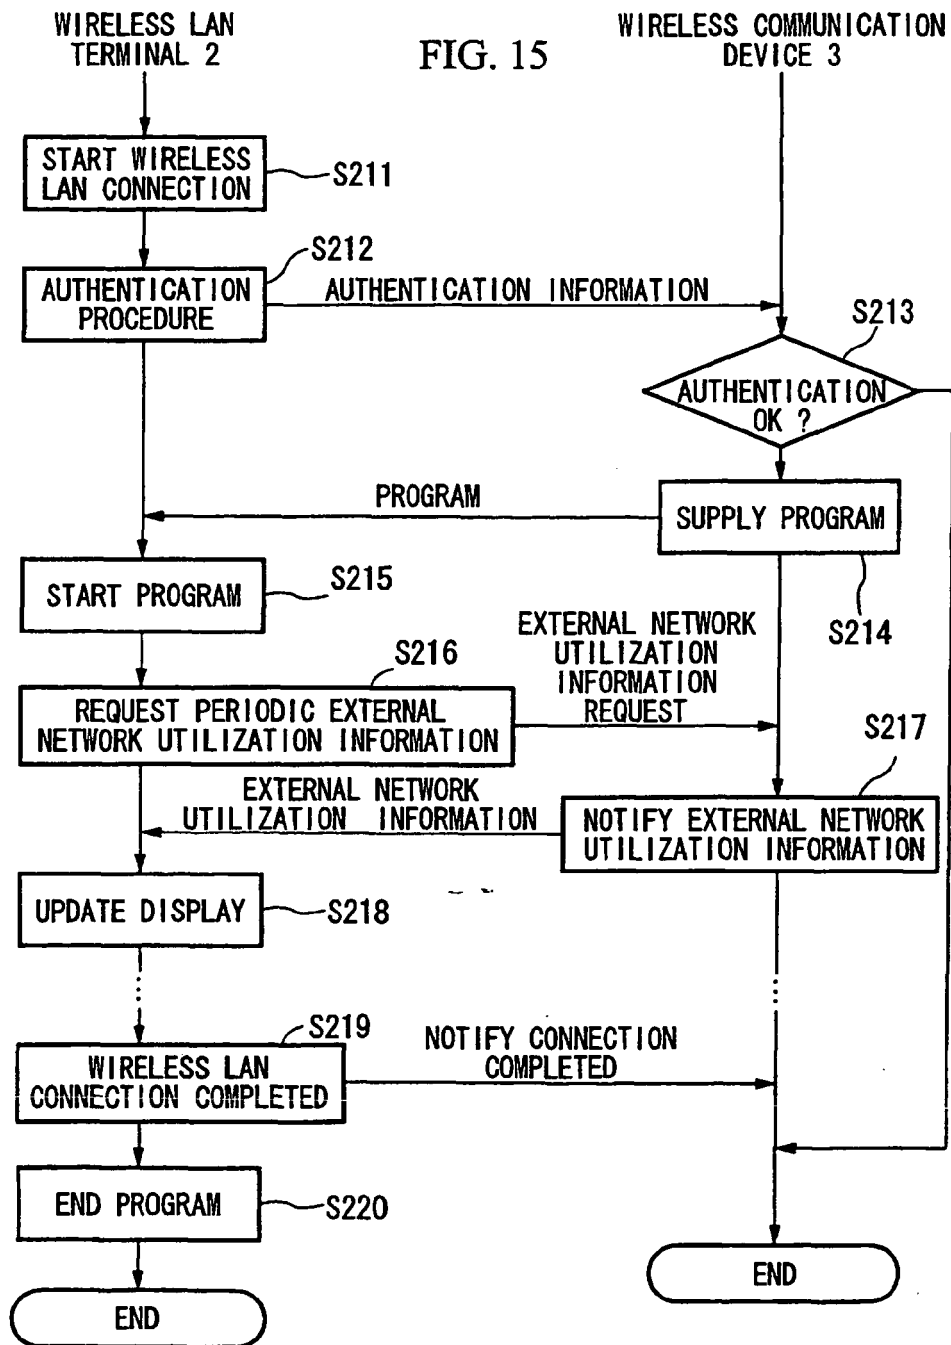 WIRELESS LAN
TERMINAL 2
FIG. 15
WIRELESS COMMUNICATION
DEVICE 3
START WIRELESS
LAN CONNECTION
S211
S212
AUTHENTICATION
PROCEDURE
AUTHENTICATION INFORMATION
S213
AUTHENTICATION
OK ?
PROGRAM
SUPPLY PROGRAM
S214
START PROGRAM
S215
S216
REQUEST PERIODIC EXTERNAL
NETWORK UTILIZATION INFORMATION
EXTERNAL NETWORK
UTILIZATION
INFORMATION
REQUEST
S217
EXTERNAL NETWORK
UTILIZATION INFORMATION
NOTIFY EXTERNAL NETWORK
UTILIZATION INFORMATION
UPDATE DISPLAY
S218
S219
WIRELESS LAN
CONNECTION COMPLETED
NOTIFY CONNECTION
COMPLETED
END PROGRAM
S220
END
END